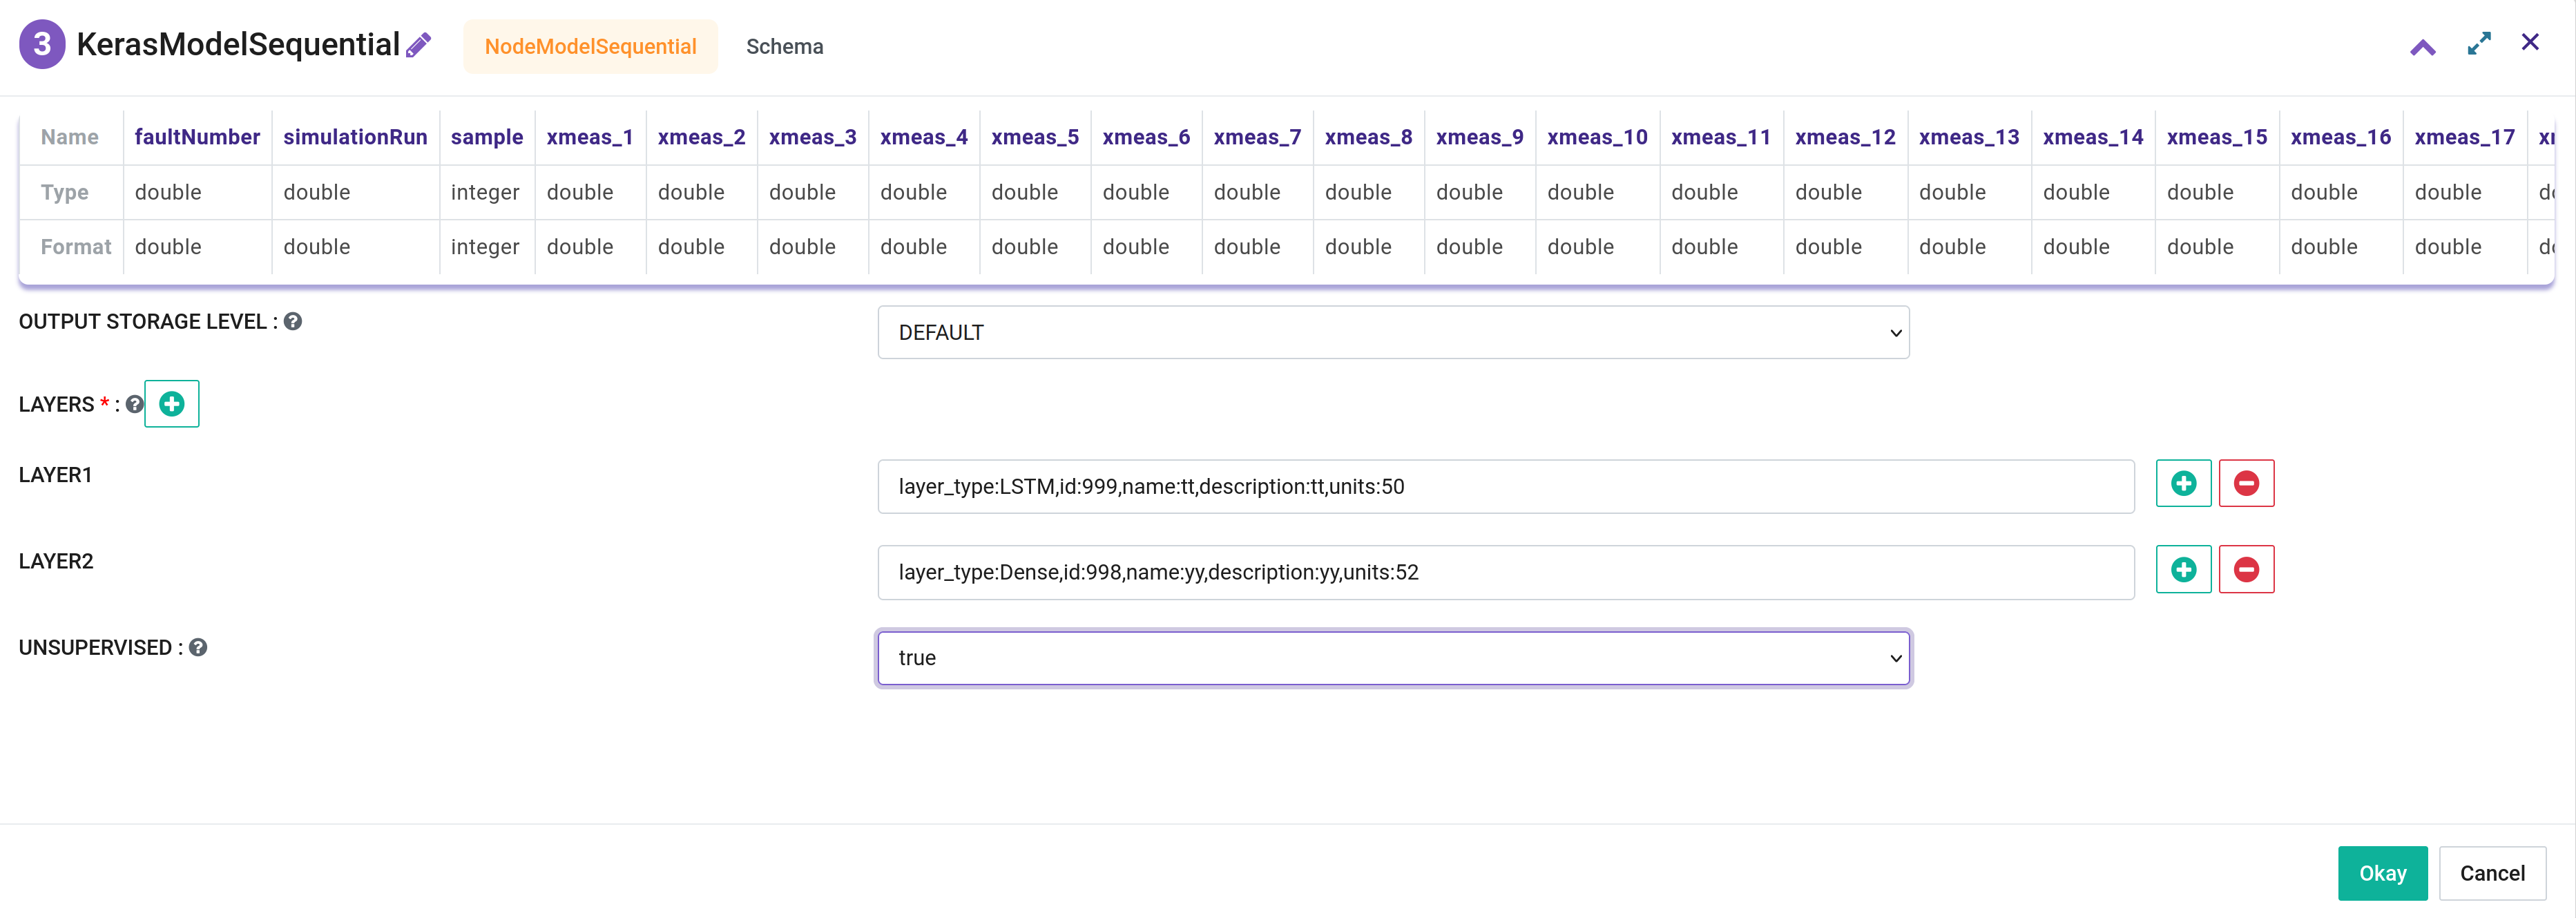 3 KerasModelSequential NodeModelSequential Schema
Name faultNumber simulationRun sample xmeas_1 xmeas_2 xmeas_3 xmeas_4 xmeas_5 xmeas_6 xmeas_7 xmeas_8 xmeas_9 xmeas_10 xmeas_11 xmeas_12 xmeas_13 xmeas_14 xmeas_15 xmeas_16 xmeas_17
Type double double integer double double double double double double double double double double double double double double double double double
Format double double integer double double double double double double double double double double double double double double double double double
OUTPUT STORAGE LEVEL : DEFAULT
LAYERS * :
LAYER1 layer_type:LSTM,id:999,name:tt,description:tt,units:50
LAYER2 layer_type:Dense,id:998,name:yy,description:yy,units:52
UNSUPERVISED : true
Okay Cancel